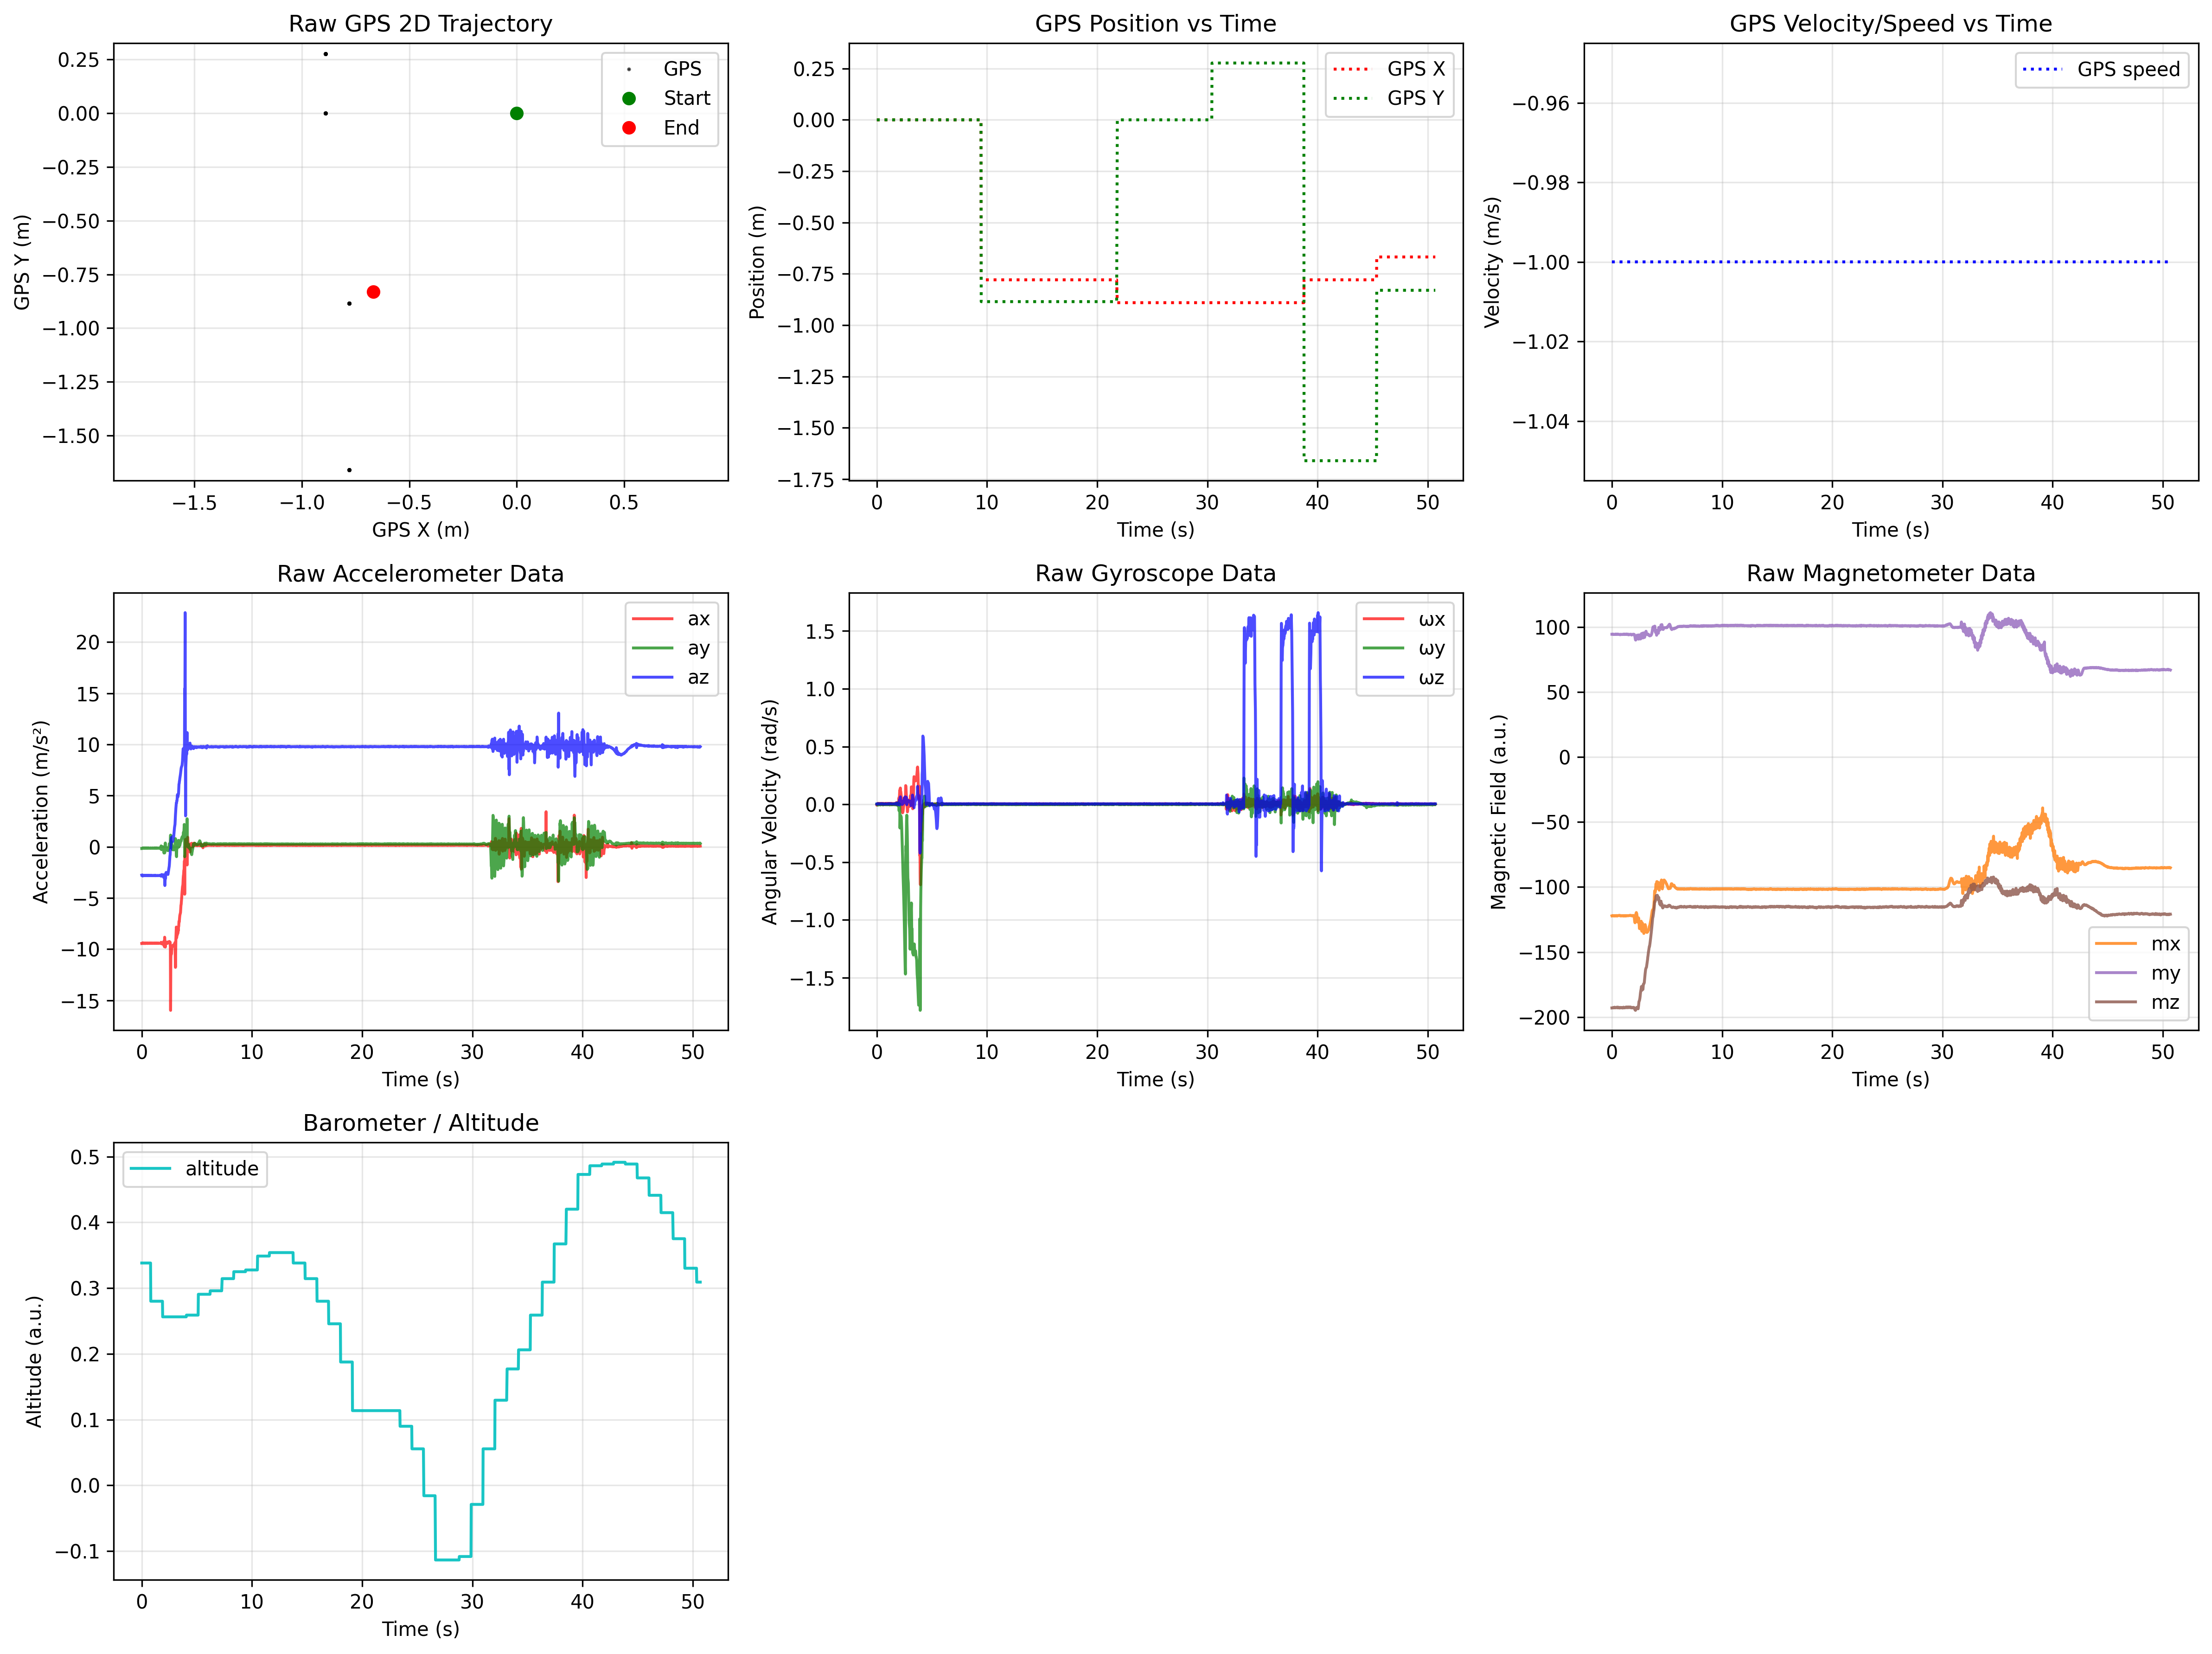 Raw GPS 2D Trajectory
GPS Y (m)
0.25
0.00
−0.25
−0.50
−0.75
−1.00
−1.25
−1.50
−1.5
−1.0
−0.5
0.0
0.5
GPS X (m)
GPS
Start
End
GPS Position vs Time
Position (m)
0.25
0.00
−0.25
−0.50
−0.75
−1.00
−1.25
−1.50
−1.75
0
10
20
30
40
50
Time (s)
GPS X
GPS Y
GPS Velocity/Speed vs Time
Velocity (m/s)
−0.96
−0.98
−1.00
−1.02
−1.04
0
10
20
30
40
50
Time (s)
GPS speed
Raw Accelerometer Data
Acceleration (m/s²)
20
15
10
5
0
−5
−10
−15
0
10
20
30
40
50
Time (s)
ax
ay
az
Raw Gyroscope Data
Angular Velocity (rad/s)
1.5
1.0
0.5
0.0
−0.5
−1.0
−1.5
0
10
20
30
40
50
Time (s)
ωx
ωy
ωz
Raw Magnetometer Data
Magnetic Field (a.u.)
100
50
0
−50
−100
−150
−200
0
10
20
30
40
50
Time (s)
mx
my
mz
Barometer / Altitude
Altitude (a.u.)
0.5
0.4
0.3
0.2
0.1
0.0
−0.1
0
10
20
30
40
50
Time (s)
altitude